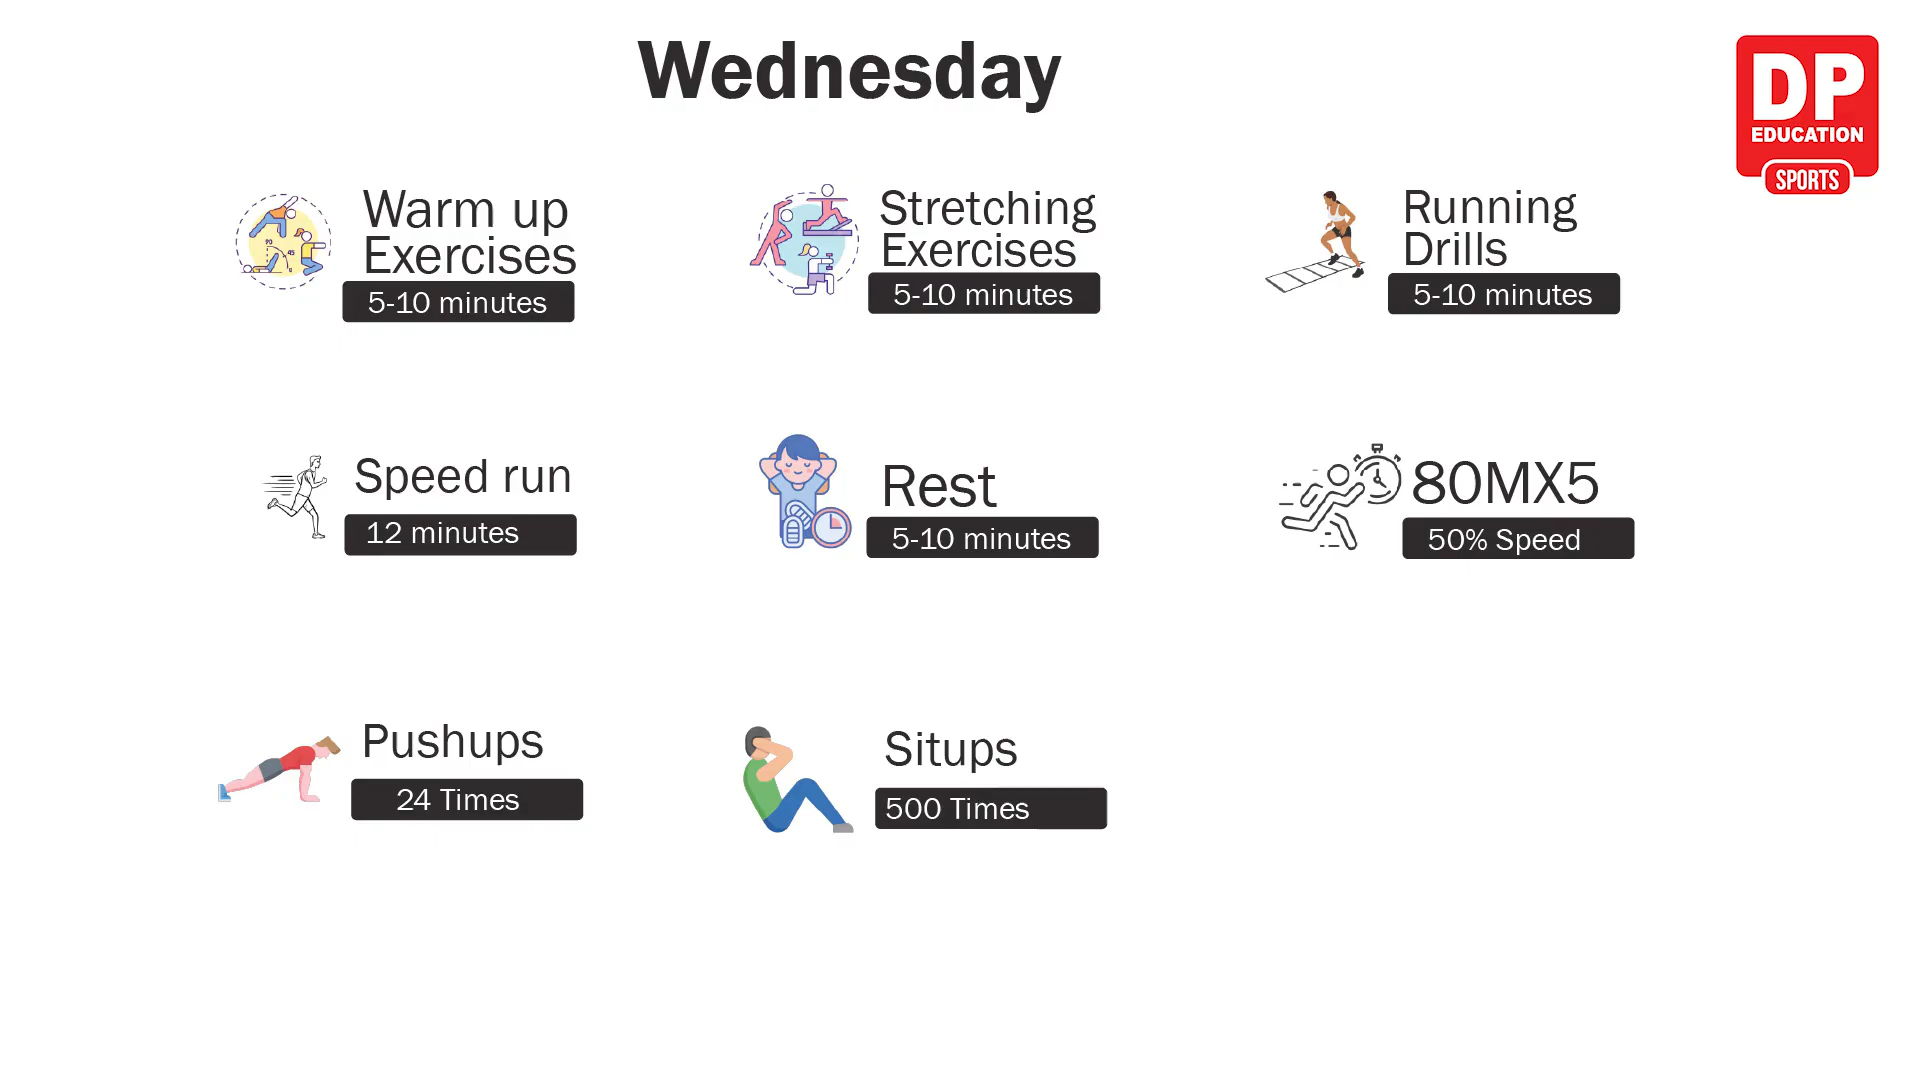 Wednesday
DP
EDUCATION
SPORTS
Warm up
Exercises
5-10 minutes
Stretching
Exercises
5-10 minutes
Running
Drills
5-10 minutes
Speed run
12 minutes
Rest
5-10 minutes
80MX5
50% Speed
Pushups
24 Times
Situps
500 Times